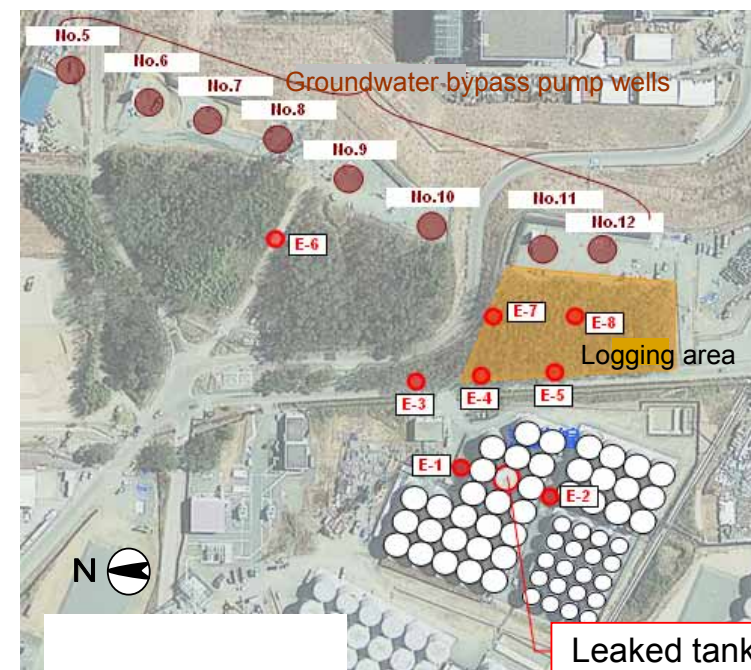 No.5
No.6
No.7
Groundwater bypass pump wells
No.8
No.9
No.10
No.11
No.12
E-6
E-7
E-8
Logging area
E-3
E-4
E-5
E-1
E-2
N
Leaked tank